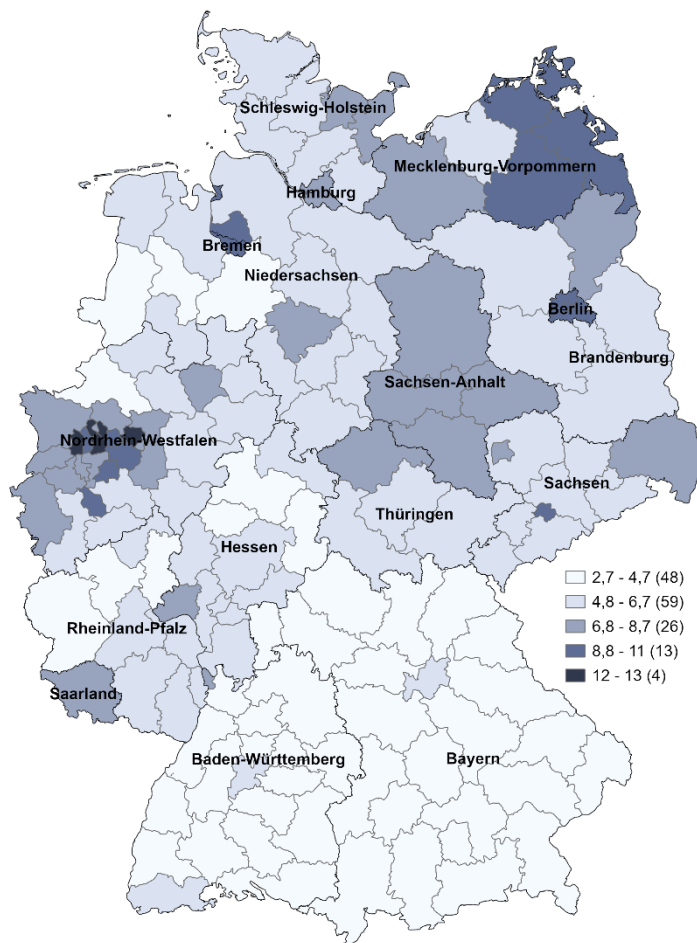 Schleswig-Holstein
Mecklenburg-Vorpommern
Hamburg
Bremen
Niedersachsen
Berlin
Brandenburg
Sachsen-Anhalt
Nordrhein-Westfalen
Sachsen
Thüringen
Hessen
2,7 - 4,7 (48)
4,8 - 6,7 (59)
6,8 - 8,7 (26)
8,8 - 11 (13)
12 - 13 (4)
Rheinland-Pfalz
Saarland
Baden-Württemberg
Bayern